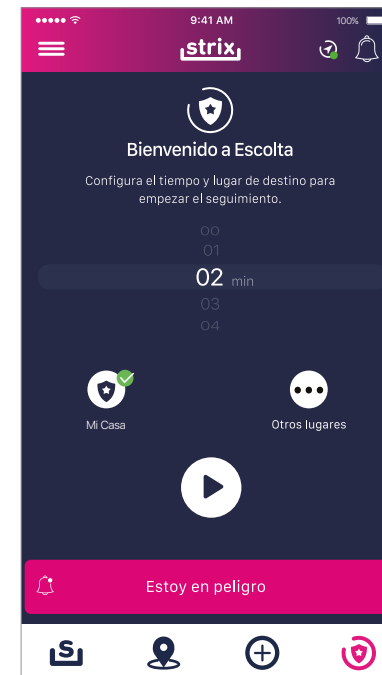 9:41 AM
100%
strix
Bienvenido a Escolta
Configura el tiempo y lugar de destino para
empezar el seguimiento.
00
01
02 min
03
04
Mi Casa
Otros lugares
Estoy en peligro
S